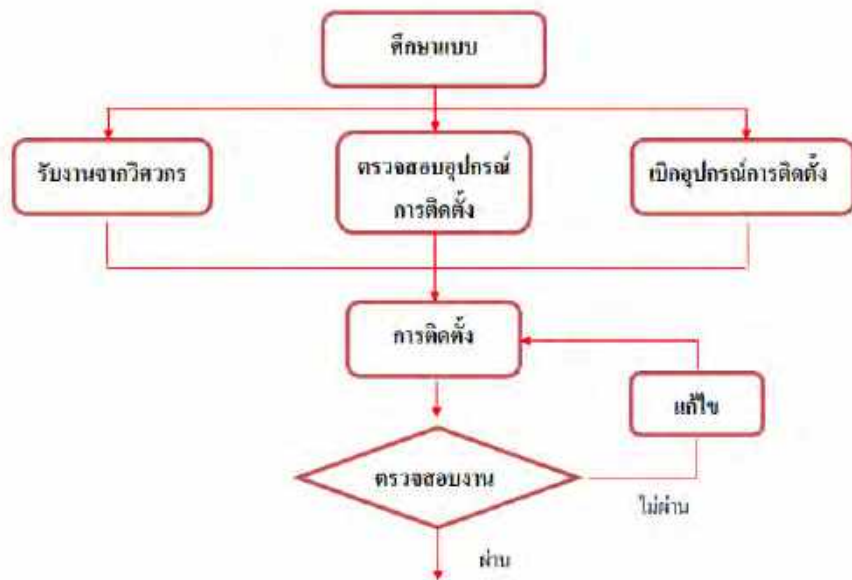 ศึกษาแบบ
รับงานจากวิศวกร
ตรวจสอบอุปกรณ์
การติดตั้ง
เบิกอุปกรณ์การติดตั้ง
การติดตั้ง
แก้ไข
ตรวจสอบงาน
ไม่ผ่าน
ผ่าน